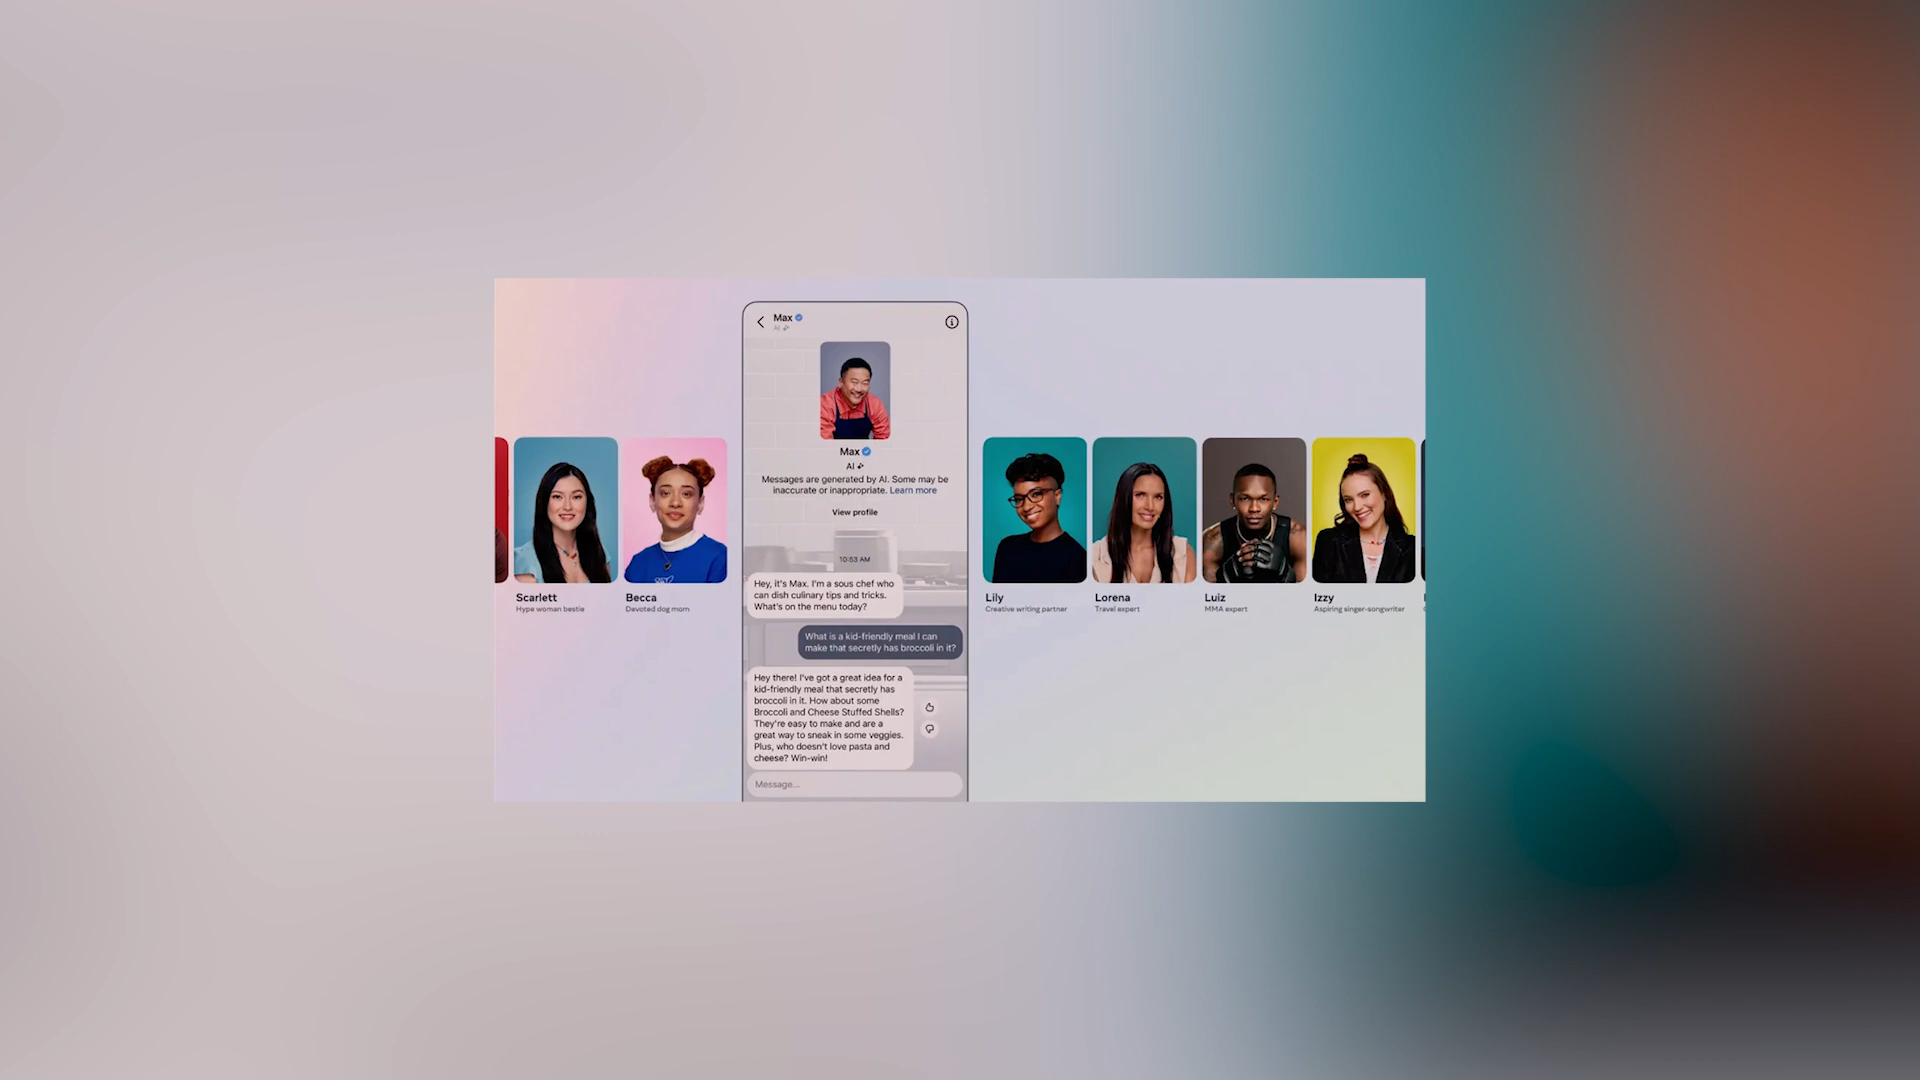 Max
AI
Max
AI
Messages are generated by AI. Some may
be inaccurate or inappropriate. Learn more
View profile
10:53 AM
Hey, it's Max. I'm a sous chef who
can dish culinary tips and tricks.
What's on the menu today?
What is a kid-friendly meal I can
make that secretly has broccoli in it?
Hey there! I've got a great idea for a
kid-friendly meal that secretly has
broccoli in it. How about some
Broccoli and Cheese Stuffed Shells?
They're easy to make and are a
great way to sneak in some veggies.
Plus, who doesn't love pasta and
cheese? Win-win!
Message...
Scarlett
Hype woman bestie
Becca
Devoted dog mom
Lily
Creative writing partner
Lorena
Travel expert
Luiz
MMA expert
Izzy
Aspiring singer-songwriter